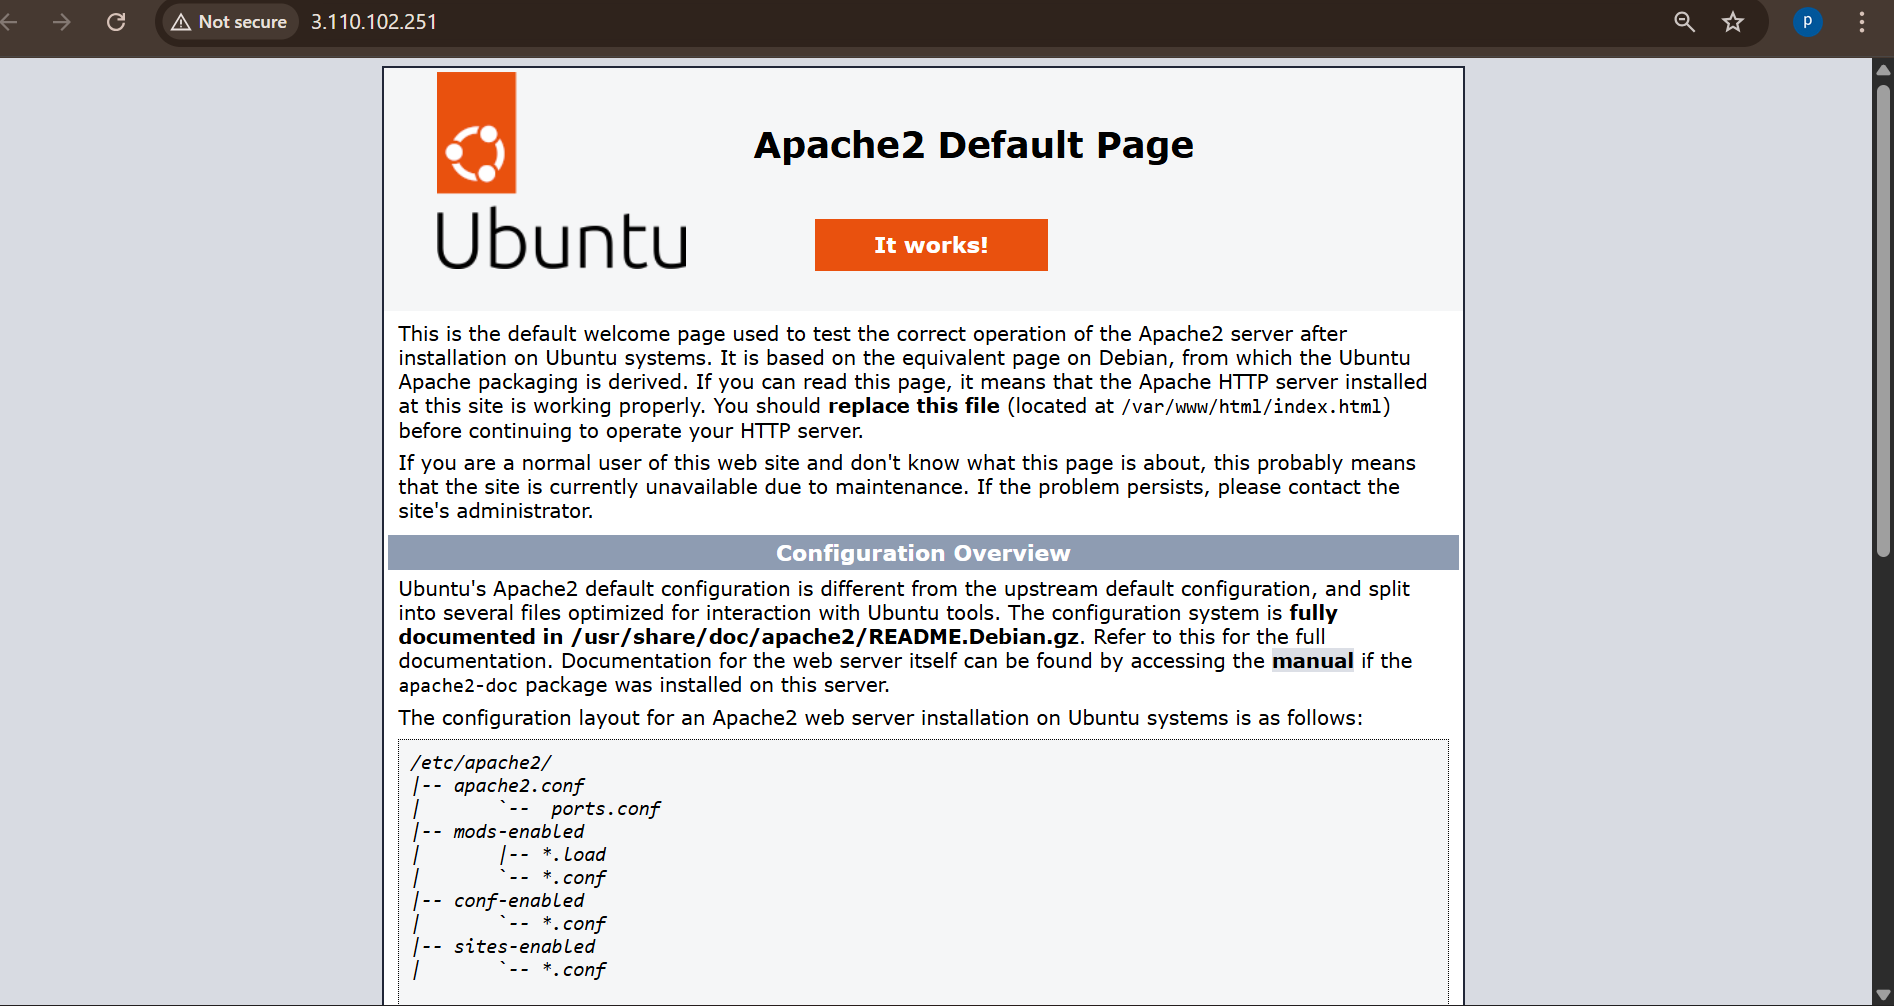 Not secure 3.110.102.251
p
Apache2 Default Page
Ubuntu
It works!
This is the default welcome page used to test the correct operation of the Apache2 server after
installation on Ubuntu systems. It is based on the equivalent page on Debian, from which the Ubuntu
Apache packaging is derived. If you can read this page, it means that the Apache HTTP server installed
at this site is working properly. You should replace this file (located at /var/www/html/index.html)
before continuing to operate your HTTP server.
If you are a normal user of this web site and don't know what this page is about, this probably means
that the site is currently unavailable due to maintenance. If the problem persists, please contact the
site's administrator.
Configuration Overview
Ubuntu's Apache2 default configuration is different from the upstream default configuration, and split
into several files optimized for interaction with Ubuntu tools. The configuration system is fully
documented in /usr/share/doc/apache2/README.Debian.gz. Refer to this for the full
documentation. Documentation for the web server itself can be found by accessing the manual if the
apache2-doc package was installed on this server.
The configuration layout for an Apache2 web server installation on Ubuntu systems is as follows:
/etc/apache2/
|-- apache2.conf
|       `--  ports.conf
|-- mods-enabled
|       |-- *.load
|       `-- *.conf
|-- conf-enabled
|       `-- *.conf
|-- sites-enabled
|       `-- *.conf